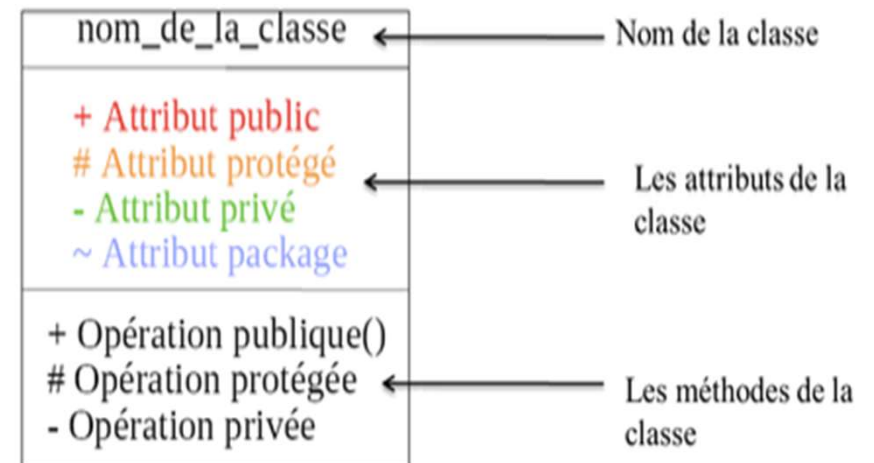 nom_de_la_classe
Nom de la classe
+ Attribut public
# Attribut protégé
- Attribut privé
~ Attribut package
Les attributs de la
classe
+ Opération publique()
# Opération protégée
- Opération privée
Les méthodes de la
classe